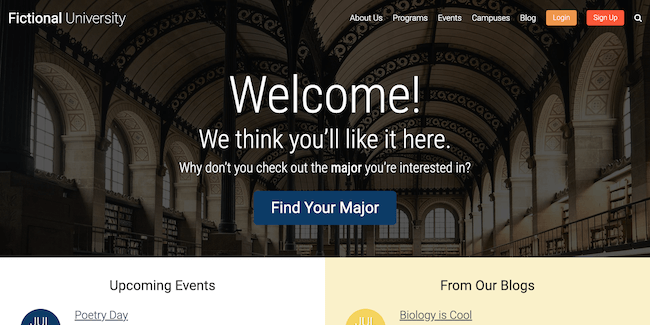 Fictional University
About Us Programs Events Campuses Blog Login Sign Up
Welcome!
We think you'll like it here.
Why don't you check out the major you're interested in?
Find Your Major
Upcoming Events
From Our Blogs
JUL
Poetry Day
JUL
Biology is Cool